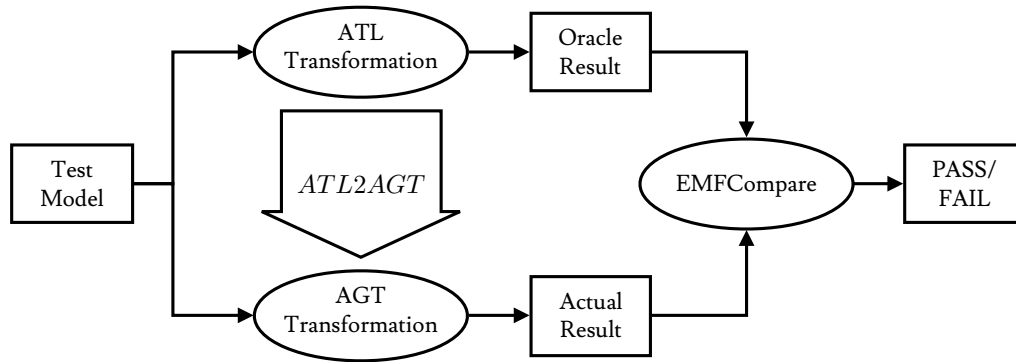 ATL
Transformation
Oracle
Result
Test
Model
ATL2AGT
EMFCompare
PASS/
FAIL
AGT
Transformation
Actual
Result